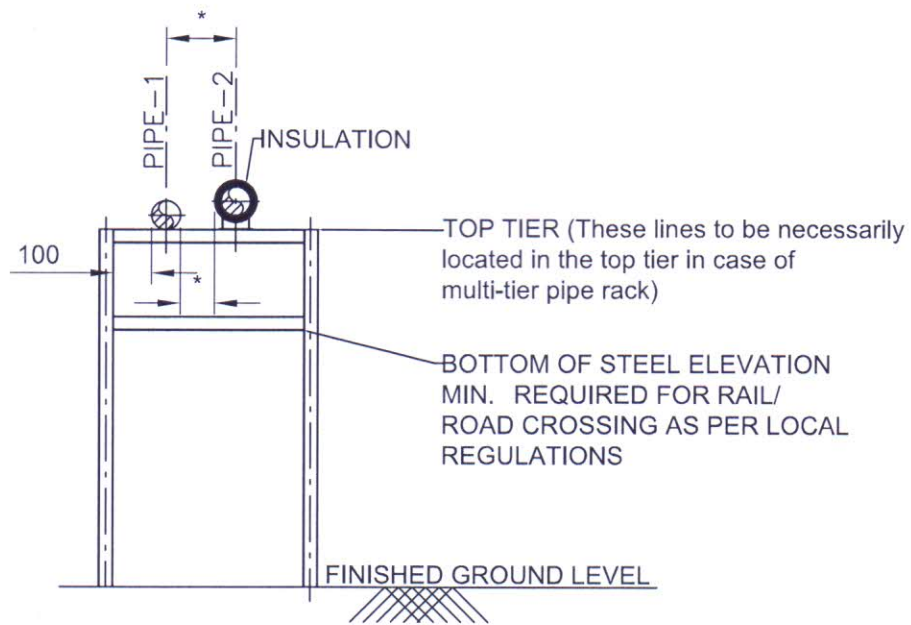 *
PIPE-1
PIPE-2
INSULATION
TOP TIER (These lines to be necessarily
located in the top tier in case of
multi-tier pipe rack)
100
*
BOTTOM OF STEEL ELEVATION
MIN. REQUIRED FOR RAIL/
ROAD CROSSING AS PER LOCAL
REGULATIONS
FINISHED GROUND LEVEL